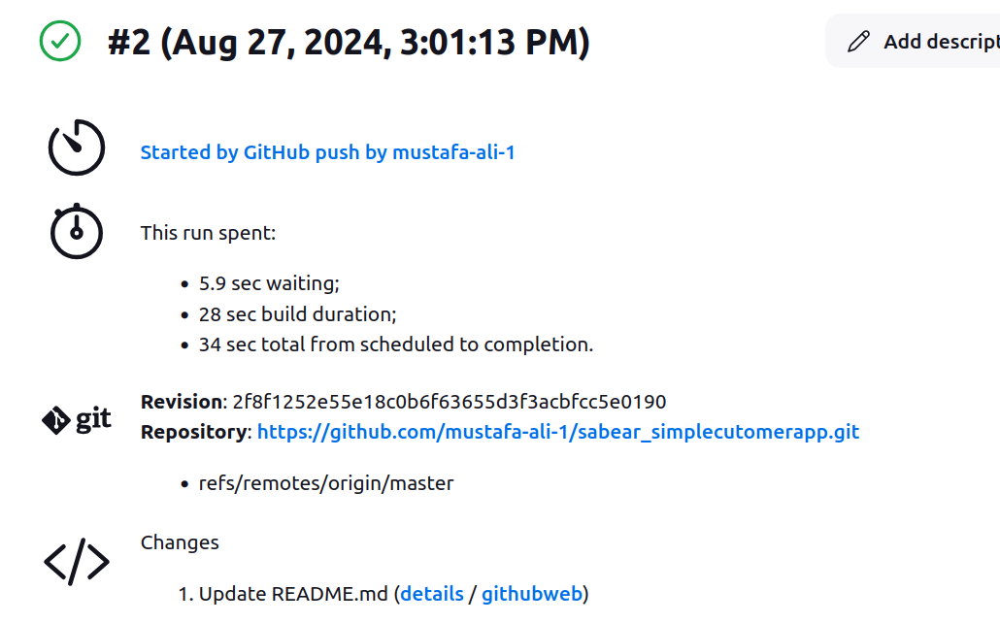 #2 (Aug 27, 2024, 3:01:13 PM)
Add descript
Started by GitHub push by mustafa-ali-1
This run spent:
• 5.9 sec waiting;
• 28 sec build duration;
• 34 sec total from scheduled to completion.
Revision: 2f8f1252e55e18c0b6f63655d3f3acbfcc5e0190
git
Repository: https://github.com/mustafa-ali-1/sabear_simplecutomerapp.git
• refs/remotes/origin/master
Changes
1. Update README.md (details / githubweb)